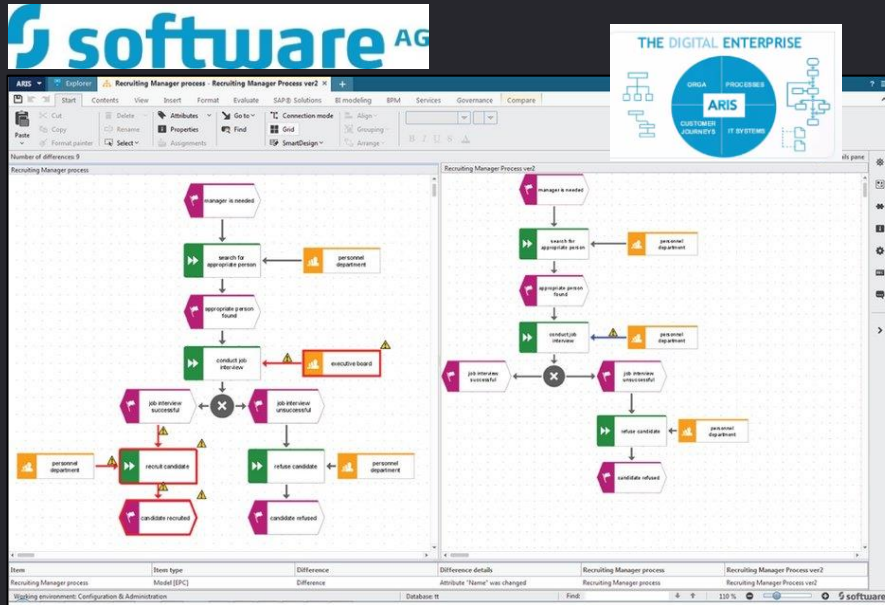 software AG
THE DIGITAL ENTERPRISE
ORGA
PROCESSES
ARIS
CUSTOMER
JOURNEYS
IT SYSTEMS
ARIS
Explorer
Recruiting Manager process - Recruiting Manager Process ver2
Start
Contents
View
Insert
Format
Evaluate
SAP® Solutions
BI modeling
BPM
Services
Governance
Compare
Paste
Cut
Copy
Format painter
Delete
Rename
Select
Attributes
Properties
Assignments
Go to
Find
Connection mode
Grid
SmartDesign
Align
Grouping
Arrange
B I U S A
Number of differences: 9
ils pane
Recruiting Manager process
manager is needed
search for
appropriate person
personnel
department
appropriate person
found
conduct job
interview
executive board
job interview
successful
job interview
unsuccessful
personnel
department
recruit candidate
refuse candidate
personnel
department
candidate recruited
candidate refused
Recruiting Manager Process ver2
manager is needed
search for
appropriate person
personnel
department
appropriate person
found
conduct job
interview
personnel
department
job interview
successful
job interview
unsuccessful
refuse candidate
personnel
department
candidate refused
Item
Item type
Difference
Difference details
Recruiting Manager process
Recruiting Manager Process ver2
Recruiting Manager process
Model [EPC]
Difference
Attribute "Name" was changed
Recruiting Manager process
Recruiting Manager Process ver2
Working environment: Configuration & Administration
Database: tt
Find:
110 %
software